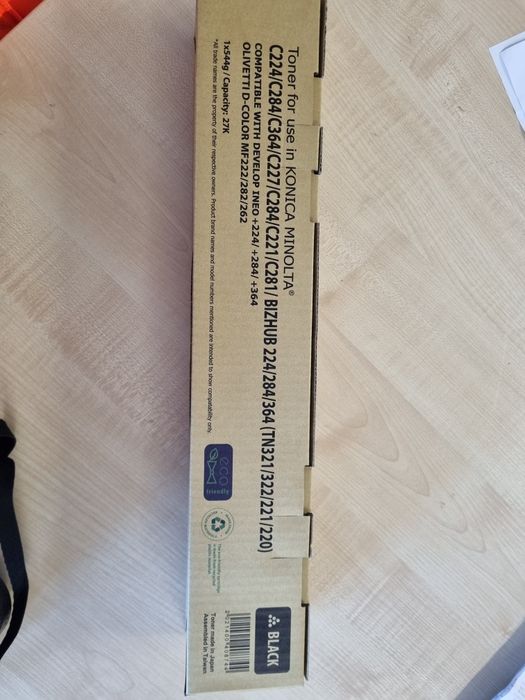 Toner for use in KONICA MINOLTA®
C224/C284/C364/C227/C284/C221/C281/ BIZHUB 224/284/364 (TN321/322/221/220)
COMPATIBLE WITH DEVELOP INEO +224/ +284/ +364
OLIVETTI D-COLOR MF222/282/262
1x544g / Capacity: 27K
*All trade names are the property of their respective owners. Product brand names and model numbers mentioned are intended to show compatability only.
eco
friendly
BLACK
Toner made in Japan
Assembled in Taiwan